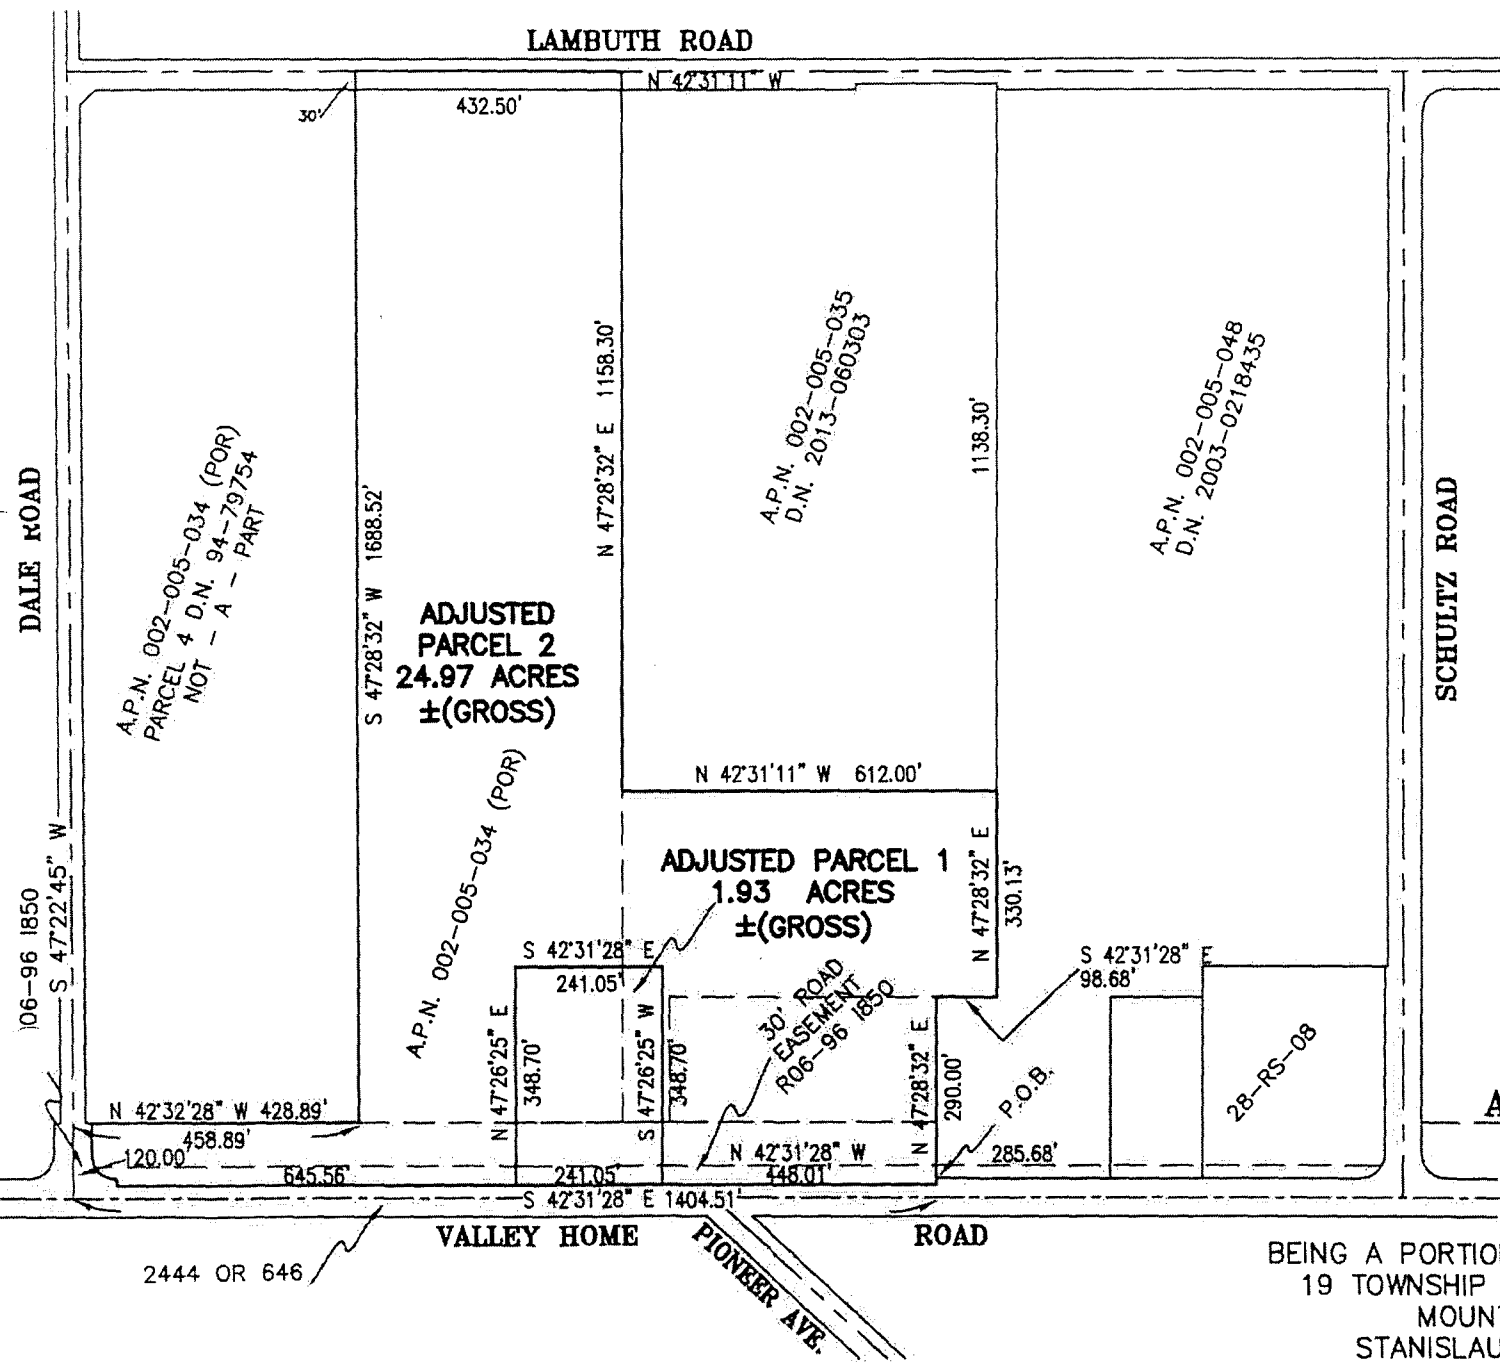 LAMBUTH ROAD
N 42°31'11" W
30'
432.50'
DALE ROAD
A.P.N. 002-005-034 (POR)
PARCEL 4 D.N. 94-79754
NOT - A - PART
S 47°28'32" W 1688.52'
ADJUSTED
PARCEL 2
24.97 ACRES
±(GROSS)
N 47°28'32" E 1158.30'
A.P.N. 002-005-035
D.N. 2013-060303
1138.30'
A.P.N. 002-005-048
D.N. 2003-0218435
SCHULTZ ROAD
N 42°31'11" W 612.00'
A.P.N. 002-005-034 (POR)
ADJUSTED PARCEL 1
1.93 ACRES
±(GROSS)
N 47°28'32" E
330.13'
06-96 1850
S 47°22'45" W
S 42°31'28" E
241.05'
N 47°26'25" E
348.70'
S 47°26'25" W
348.70'
30' ROAD
EASEMENT
R06-96 1850
N 47°28'32" E
290.00'
S 42°31'28" E
98.68'
P.O.B.
28-RS-08
N 42°32'28" W 428.89'
458.89'
120.00'
645.56'
241.05'
N 42°31'28" W
448.01'
285.68'
S 42°31'28" E 1404.51'
VALLEY HOME ROAD
PIONEER AVE.
2444 OR 646
A
BEING A PORTIO
19 TOWNSHIP
MOUN
STANISLAU